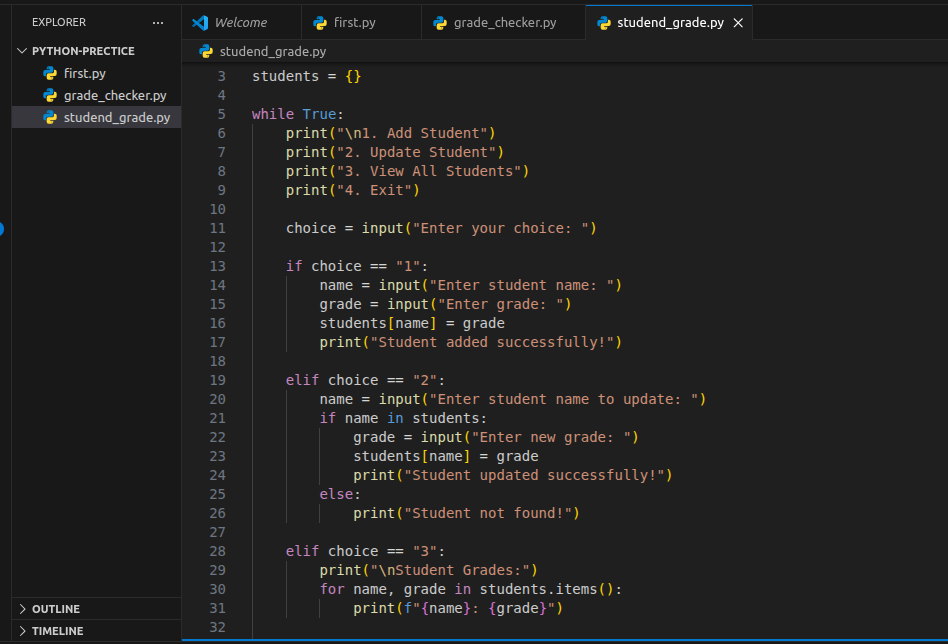 EXPLORER ...
PYTHON-PRECTICE
first.py
grade_checker.py
studend_grade.py
OUTLINE
TIMELINE
Welcome first.py grade_checker.py studend_grade.py
studend_grade.py
3 students = {}
4
5 while True:
6     print("\n1. Add Student")
7     print("2. Update Student")
8     print("3. View All Students")
9     print("4. Exit")
10
11     choice = input("Enter your choice: ")
12
13     if choice == "1":
14         name = input("Enter student name: ")
15         grade = input("Enter grade: ")
16         students[name] = grade
17         print("Student added successfully!")
18
19     elif choice == "2":
20         name = input("Enter student name to update: ")
21         if name in students:
22             grade = input("Enter new grade: ")
23             students[name] = grade
24             print("Student updated successfully!")
25         else:
26             print("Student not found!")
27
28     elif choice == "3":
29         print("\nStudent Grades:")
30         for name, grade in students.items():
31             print(f"{name}: {grade}")
32